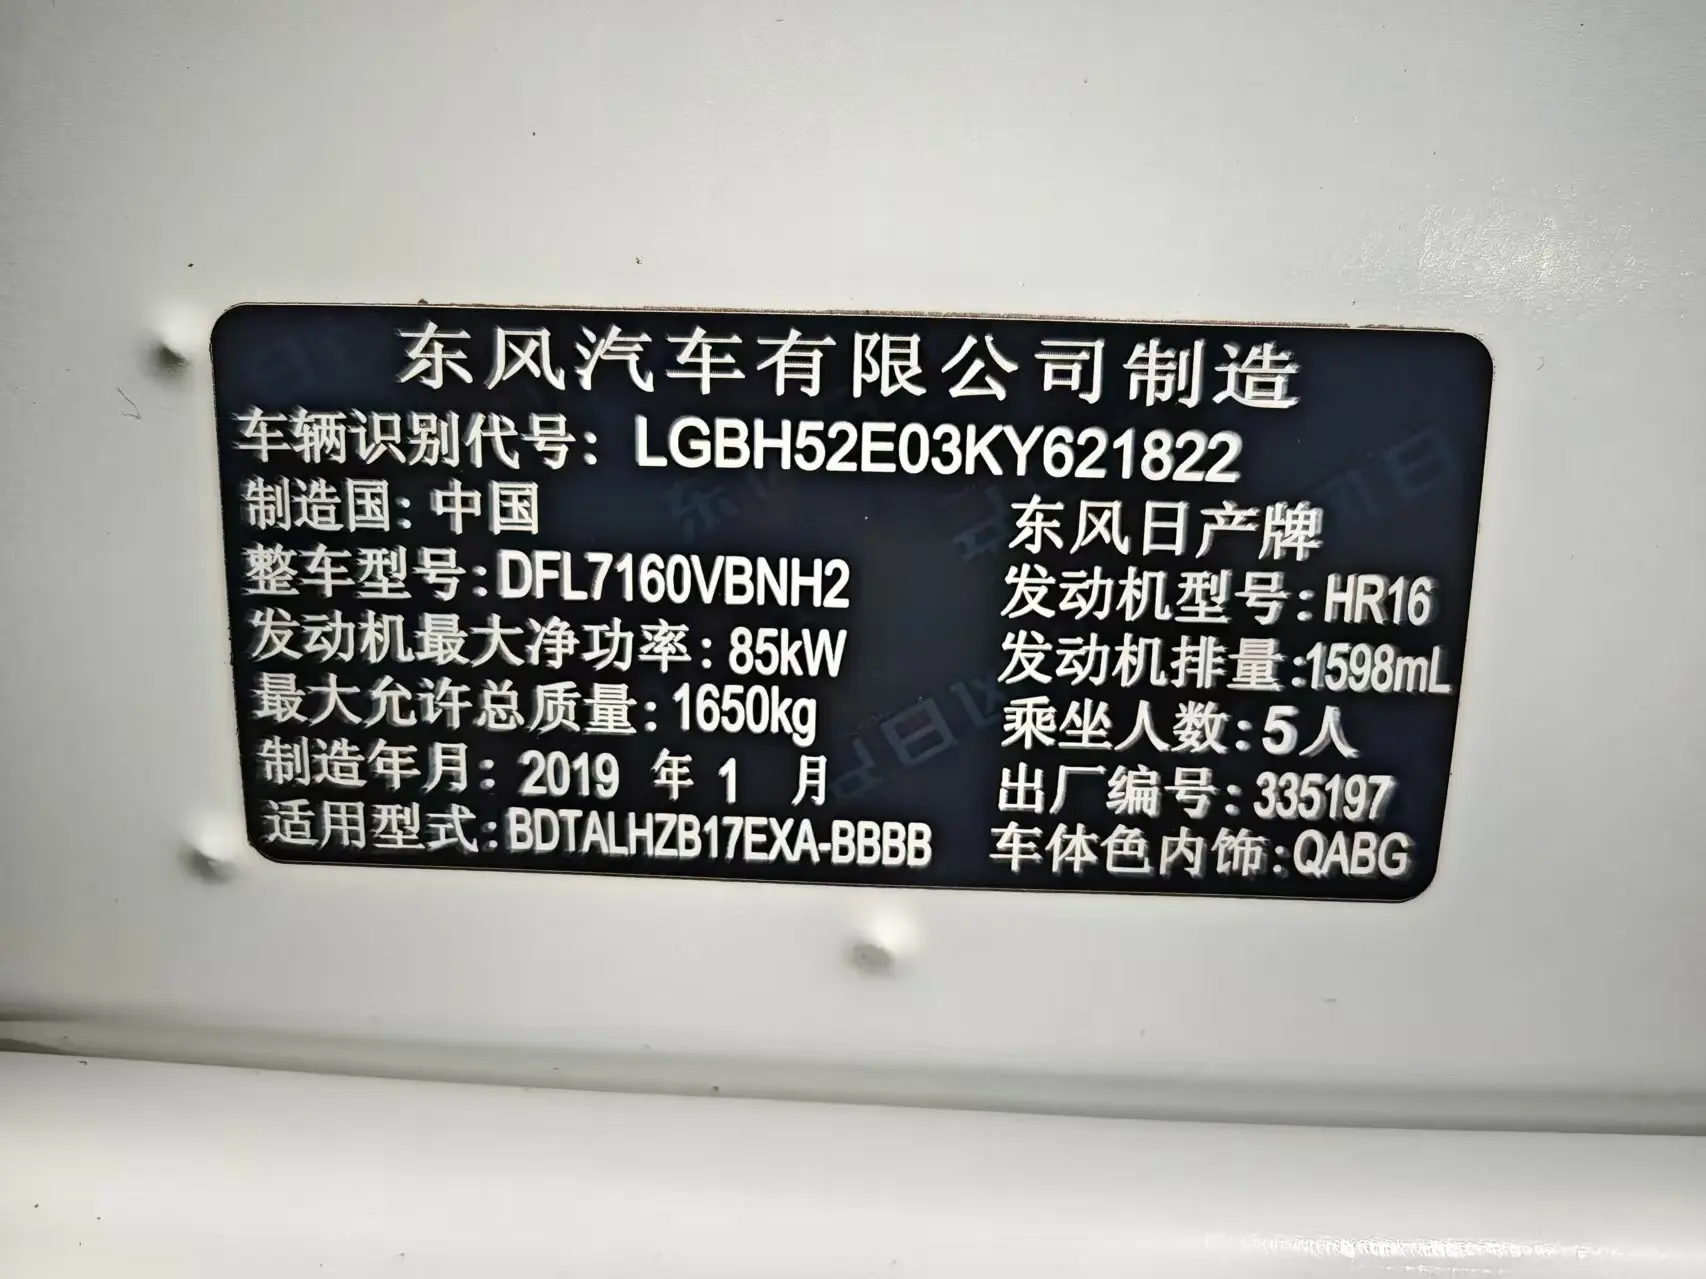 东风汽车有限公司制造
车辆识别代号: LGBH52E03KY621822
制造国: 中国 东风日产牌
整车型号: DFL7160VBNH2 发动机型号: HR16
发动机最大净功率: 85kW 发动机排量: 1598mL
最大允许总质量: 1650kg 乘坐人数: 5人
制造年月: 2019 年 1 月 出厂编号: 335197
适用型式: BDTALHZB17EXA-BBBB 车体色内饰: QABG